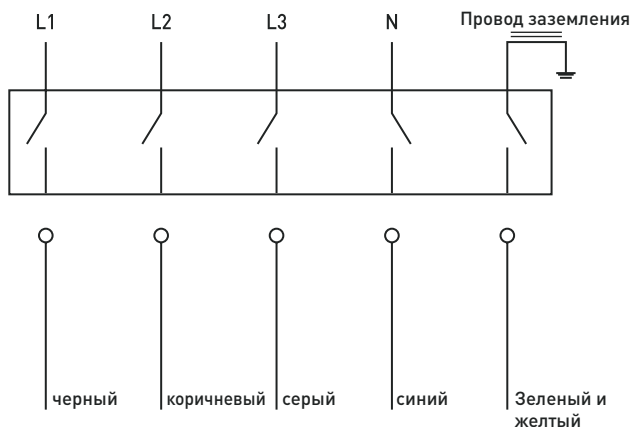 L1 L2 L3 N Провод заземления
черный коричневый серый синий Зеленый и
желтый